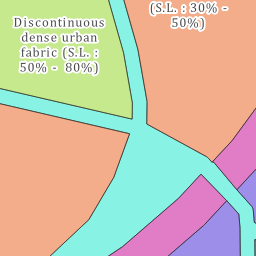 (S.L. : 30% -
50%)
Discontinuous
dense urban
fabric (S.L. :
50% -  80%)